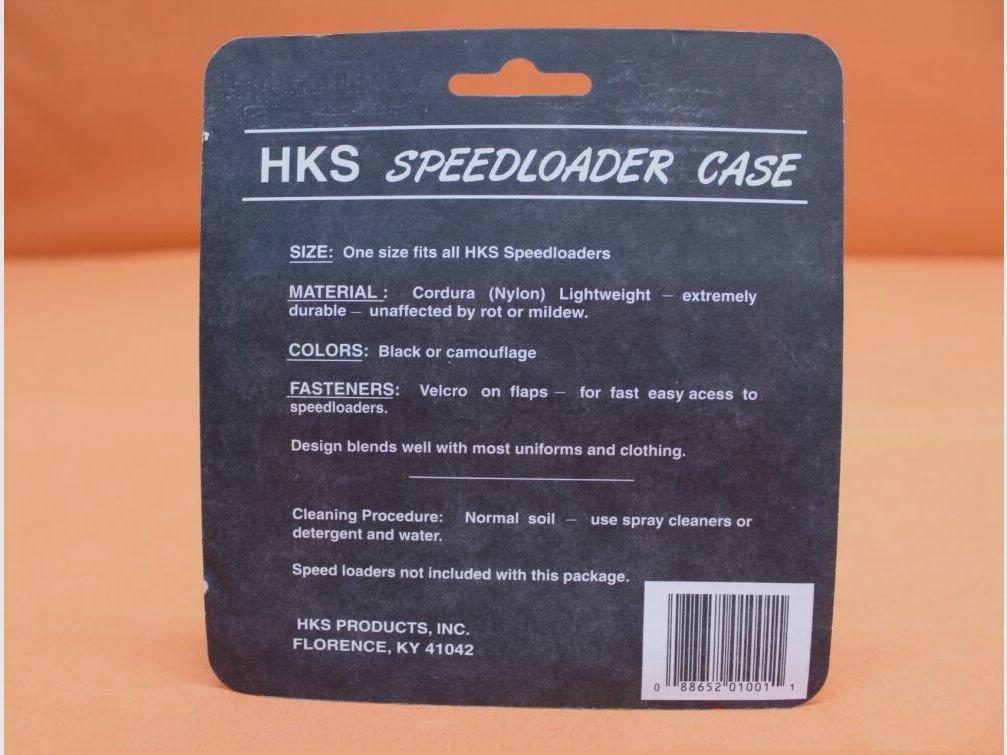 HKS SPEEDLOADER CASE
SIZE: One size fits all HKS Speedloaders
MATERIAL : Cordura (Nylon) Lightweight — extremely
durable — unaffected by rot or mildew.
COLORS: Black or camouflage
FASTENERS: Velcro on flaps — for fast easy acess to
speedloaders.
Design blends well with most uniforms and clothing.
Cleaning Procedure: Normal soil — use spray cleaners or
detergent and water.
Speed loaders not included with this package.
HKS PRODUCTS, INC.
FLORENCE, KY 41042
0 88652 01001 1